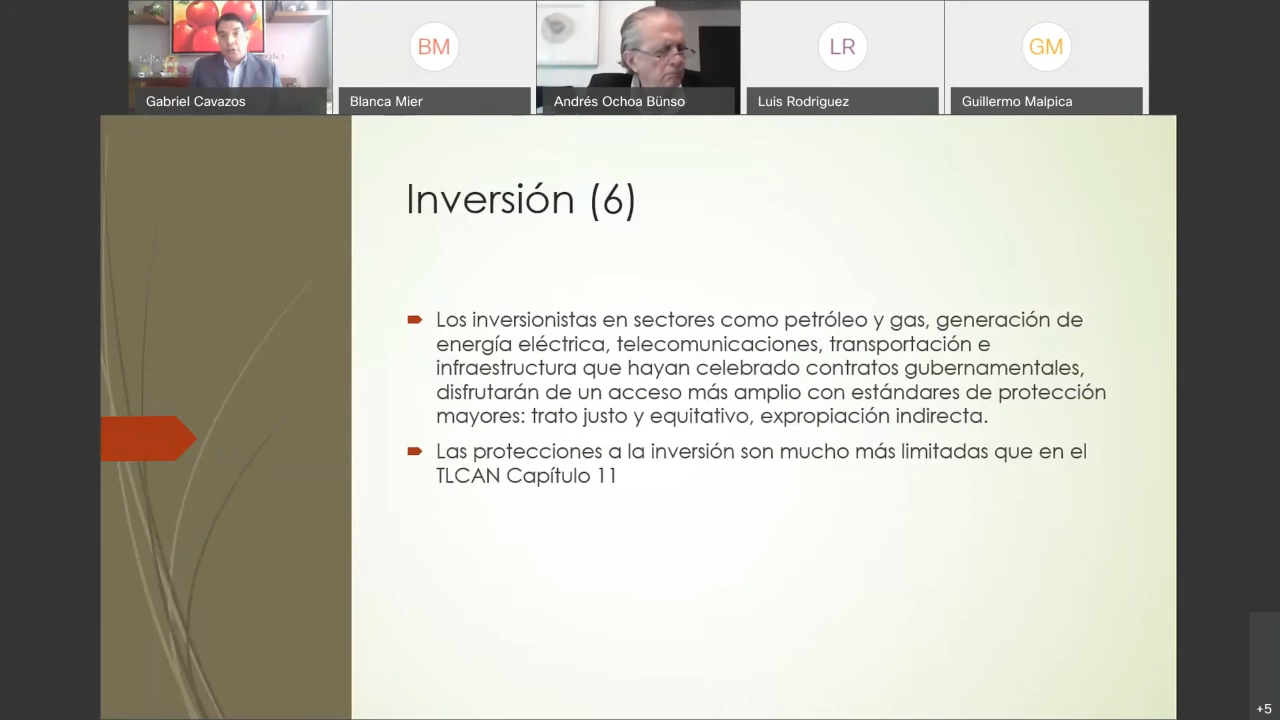 BM
LR
GM
Gabriel Cavazos
Blanca Mier
Andrés Ochoa Bünso
Luis Rodriguez
Guillermo Malpica
Inversión (6)
Los inversionistas en sectores como petróleo y gas, generación de
energía eléctrica, telecomunicaciones, transportación e
infraestructura que hayan celebrado contratos gubernamentales,
disfrutarán de un acceso más amplio con estándares de protección
mayores: trato justo y equitativo, expropiación indirecta.
Las protecciones a la inversión son mucho más limitadas que en el
TLCAN Capítulo 11
+5